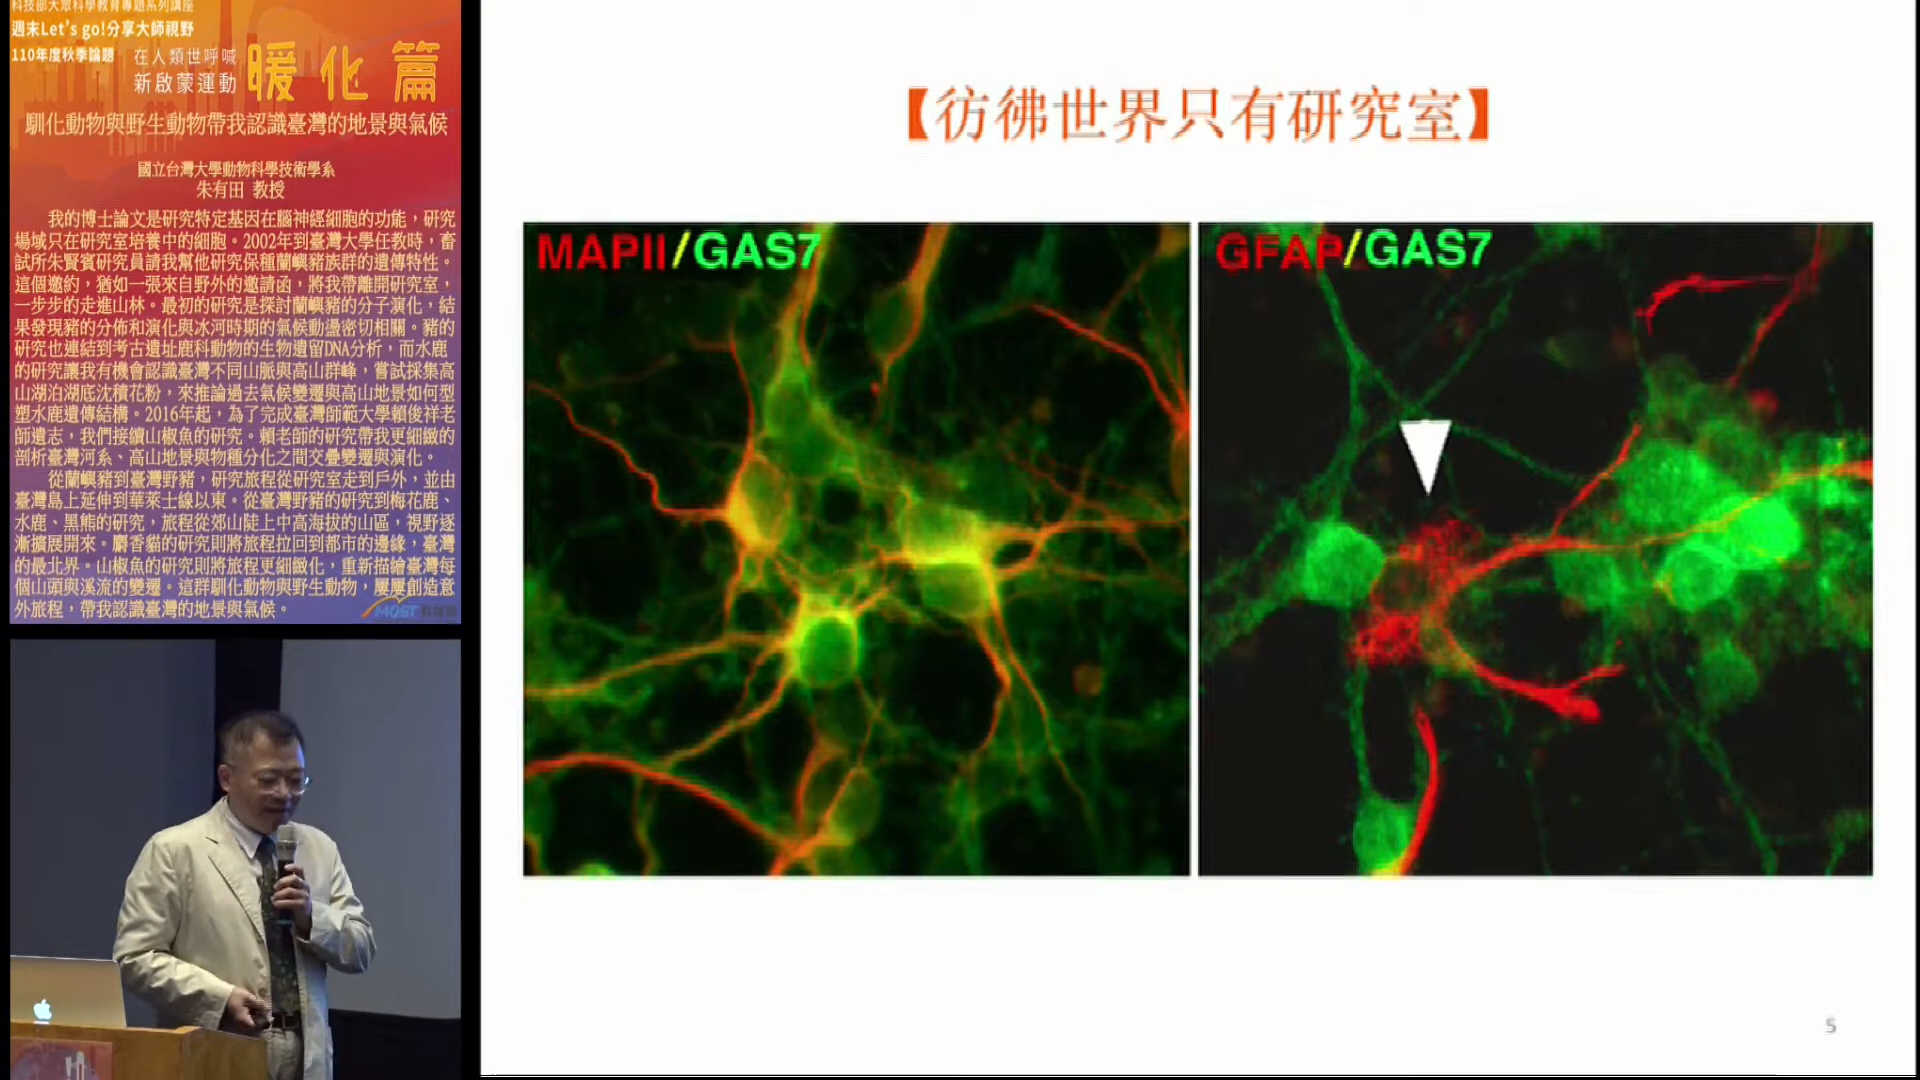 科技部大眾科學教育專題系列講座
週末Let's go!分享大師視野
110年度秋季論題
在人類世呼喊
新啟蒙運動
暖化篇
馴化動物與野生動物帶我認識臺灣的地景與氣候
國立台灣大學動物科學技術學系
朱有田 教授
我的博士論文是研究特定基因在腦神經細胞的功能，研究
場域只在研究室培養中的細胞。2002年到臺灣大學任教時，畜
試所朱賢賓研究員請我幫他研究保種蘭嶼豬族群的遺傳特性。
這個邀約，猶如一張來自野外的邀請函，將我帶離開研究室，
一步步的走進山林。最初的研究是探討蘭嶼豬的分子演化，結
果發現豬的分佈和演化與冰河時期的氣候動盪密切相關。豬的
研究也連結到考古遺址鹿科動物的生物遺留DNA分析，而水鹿
的研究讓我有機會認識臺灣不同山脈與高山群峰，嘗試採集高
山湖泊湖底沈積花粉，來推論過去氣候變遷與高山地景如何型
塑水鹿遺傳結構。2016年起，為了完成臺灣師範大學賴俊祥老
師遺志，我們接續山椒魚的研究。賴老師的研究帶我更細緻的
剖析臺灣河系、高山地景與物種分化之間交疊變遷與演化。
從蘭嶼豬到臺灣野豬，研究旅程從研究室走到戶外，並由
臺灣島上延伸到華萊士線以東。從臺灣野豬的研究到梅花鹿、
水鹿、黑熊的研究，旅程從郊山陡上中高海拔的山區，視野逐
漸擴展開來。麝香貓的研究則將旅程拉回到都市的邊緣，臺灣
的最北界。山椒魚的研究則將旅程更細緻化，重新描繪臺灣每
個山頭與溪流的變遷。這群馴化動物與野生動物，屢屢創造意
外旅程，帶我認識臺灣的地景與氣候。
MOST
【彷彿世界只有研究室】
MAPII/GAS7
GFAP/GAS7
5